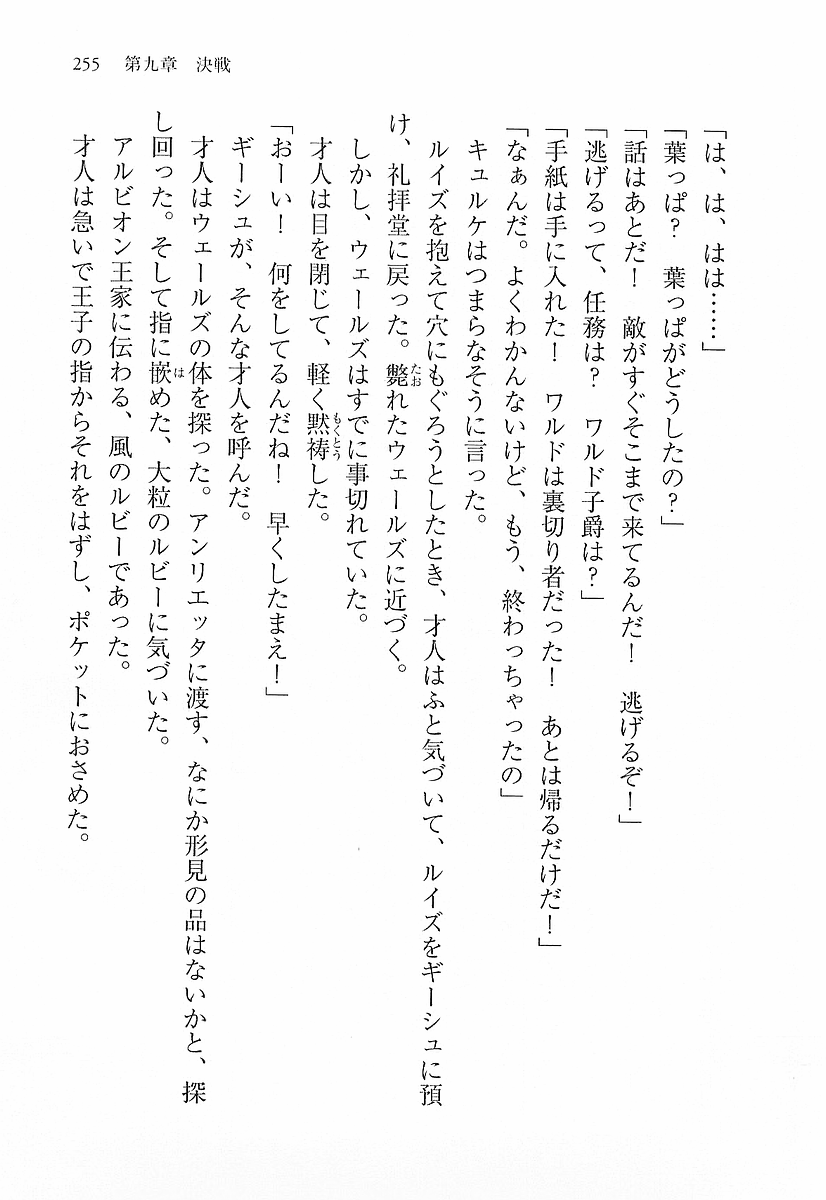 255　第九章　決戦
「は、は、はは……」
「葉っぱ？　葉っぱがどうしたの？」
「話はあとだ！　敵がすぐそこまで来てるんだ！　逃げるぞ！」
「逃げるって、任務は？　ワルド子爵は？」
「手紙は手に入れた！　ワルドは裏切り者だった！　あとは帰るだけだ！」
「なぁんだ。よくわかんないけど、もう、終わっちゃったの」
キュルケはつまらなそうに言った。
ルイズを抱えて穴にもぐろうとしたとき、才人はふと気づいて、ルイズをギーシュに預
け、礼拝堂に戻った。斃れたウェールズに近づく。
しかし、ウェールズはすでに事切れていた。
才人は目を閉じて、軽く黙祷した。
「おーい！　何をしてるんだね！　早くしたまえ！」
ギーシュが、そんな才人を呼んだ。
才人はウェールズの体を探った。アンリエッタに渡す、なにか形見の品はないかと、探
し回った。そして指に嵌めた、大粒のルビーに気づいた。
アルビオン王家に伝わる、風のルビーであった。
才人は急いで王子の指からそれをはずし、ポケットにおさめた。